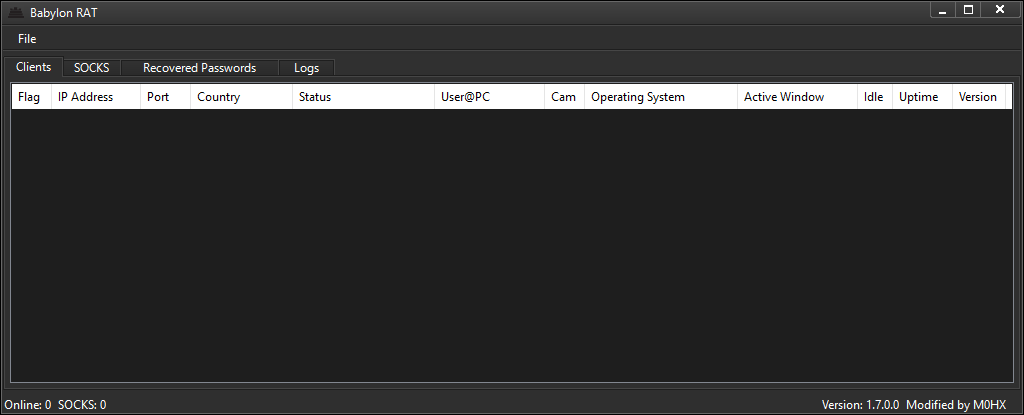 Babylon RAT
File
Clients SOCKS Recovered Passwords Logs
Flag IP Address Port Country Status User@PC Cam Operating System Active Window Idle Uptime Version
Online: 0 SOCKS: 0 Version: 1.7.0.0 Modified by M0HX